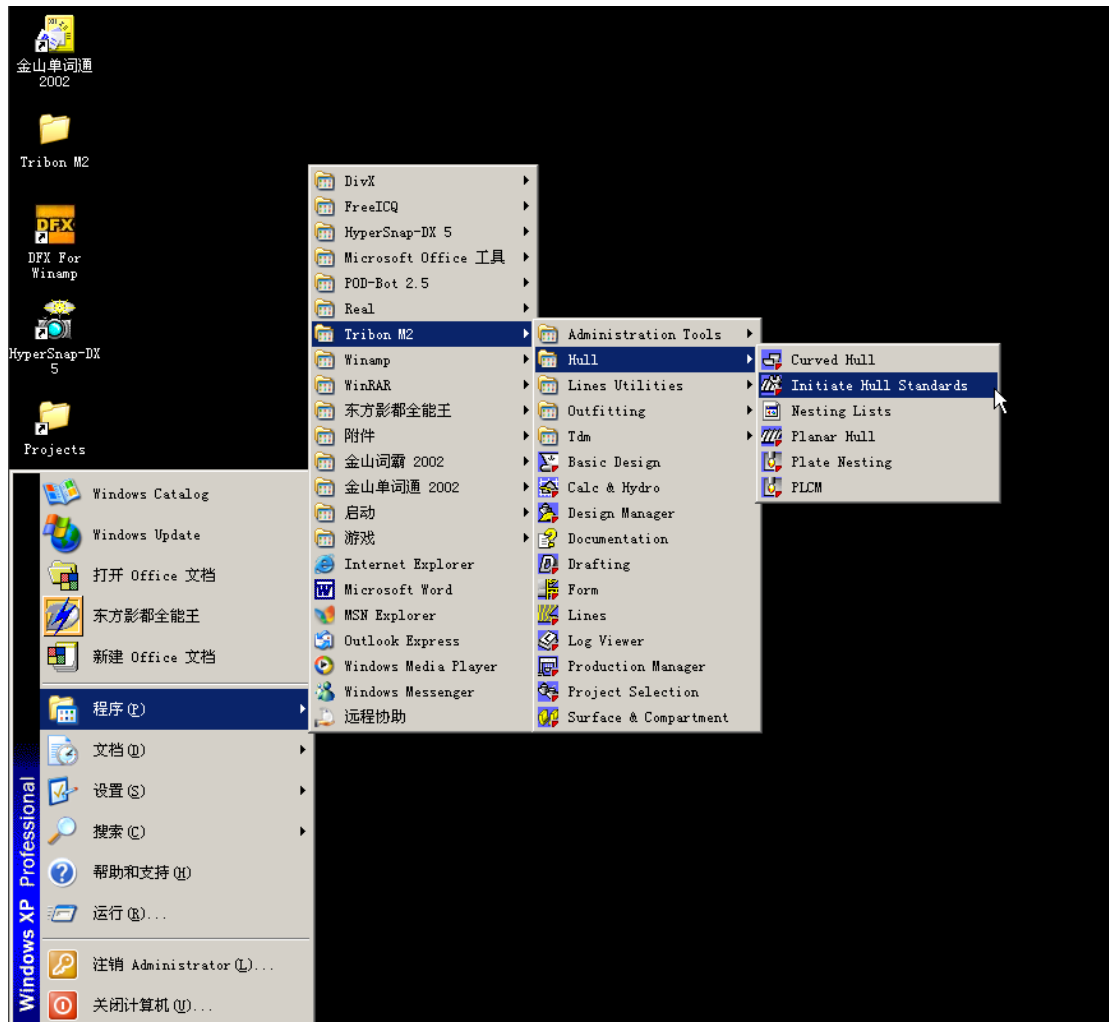 金山单词通
2002
Tribon M2
DFX
DFX For
Winamp
HyperSnap-DX
5
Projects
Windows Catalog
Windows Update
打开 Office 文档
东方影都全能王
新建 Office 文档
程序(P)
文档(D)
设置(S)
搜索(C)
帮助和支持(H)
运行(R)...
注销 Administrator(L)...
关闭计算机(U)...
Windows XP Professional
DivX
FreeICQ
HyperSnap-DX 5
Microsoft Office 工具
POD-Bot 2.5
Real
Tribon M2
Winamp
WinRAR
东方影都全能王
附件
金山词霸 2002
金山单词通 2002
启动
游戏
Internet Explorer
Microsoft Word
MSN Explorer
Outlook Express
Windows Media Player
Windows Messenger
远程协助
Administration Tools
Hull
Lines Utilities
Outfitting
Tdm
Basic Design
Calc & Hydro
Design Manager
Documentation
Drafting
Form
Lines
Log Viewer
Production Manager
Project Selection
Surface & Compartment
Curved Hull
Initiate Hull Standards
Nesting Lists
Planar Hull
Plate Nesting
PLCM